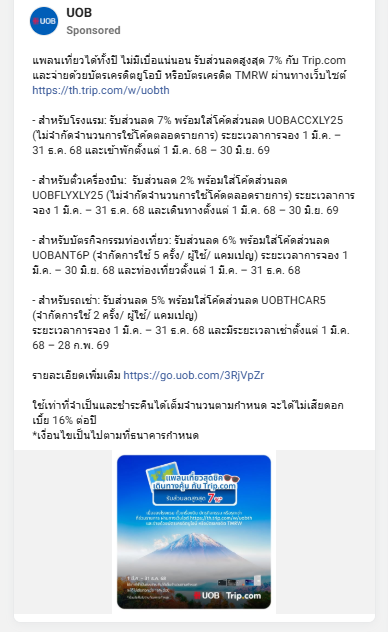 UOB
UOB
Sponsored
แพลนเที่ยวได้ทั้งปี ไม่มีเบื่อแน่นอน รับส่วนลดสูงสุด 7% กับ Trip.com
และจ่ายด้วยบัตรเครดิตยูโอบี หรือบัตรเครดิต TMRW ผ่านทางเว็บไซต์
https://th.trip.com/w/uobth
- สำหรับโรงแรม: รับส่วนลด 7% พร้อมใส่โค้ดส่วนลด UOBACCXLY25
(ไม่จำกัดจำนวนการใช้โค้ดตลอดรายการ) ระยะเวลาการจอง 1 มี.ค. –
31 ธ.ค. 68 และเข้าพักตั้งแต่ 1 มี.ค. 68 – 30 มิ.ย. 69
- สำหรับตั๋วเครื่องบิน: รับส่วนลด 2% พร้อมใส่โค้ดส่วนลด
UOBFLYXLY25 (ไม่จำกัดจำนวนการใช้โค้ดตลอดรายการ) ระยะเวลาการ
จอง 1 มี.ค. – 31 ธ.ค. 68 และเดินทางตั้งแต่ 1 มี.ค. 68 – 30 มิ.ย. 69
- สำหรับบัตรกิจกรรมท่องเที่ยว: รับส่วนลด 6% พร้อมใส่โค้ดส่วนลด
UOBANT6P (จำกัดการใช้ 5 ครั้ง/ ผู้ใช้/ แคมเปญ) ระยะเวลาการจอง 1
มี.ค. – 30 มิ.ย. 68 และท่องเที่ยวตั้งแต่ 1 มี.ค. – 31 ธ.ค. 68
- สำหรับรถเช่า: รับส่วนลด 5% พร้อมใส่โค้ดส่วนลด UOBTHCAR5
(จำกัดการใช้ 2 ครั้ง/ ผู้ใช้/ แคมเปญ)
ระยะเวลาการจอง 1 มี.ค. – 31 ธ.ค. 68 และมีระยะเวลาเช่าตั้งแต่ 1 มี.ค.
68 – 28 ก.พ. 69
รายละเอียดเพิ่มเติม https://go.uob.com/3RjVpZr
ใช้เท่าที่จำเป็นและชำระคืนได้เต็มจำนวนตามกำหนด จะได้ไม่เสียดอก
เบี้ย 16% ต่อปี
*เงื่อนไขเป็นไปตามที่ธนาคารกำหนด
แพลนเที่ยวสุดชิค
เดินทางคุ้ม กับ Trip.com
รับส่วนลดสูงสุด 7%
1 มี.ค. – 31 ธ.ค. 68
UOB Trip.com